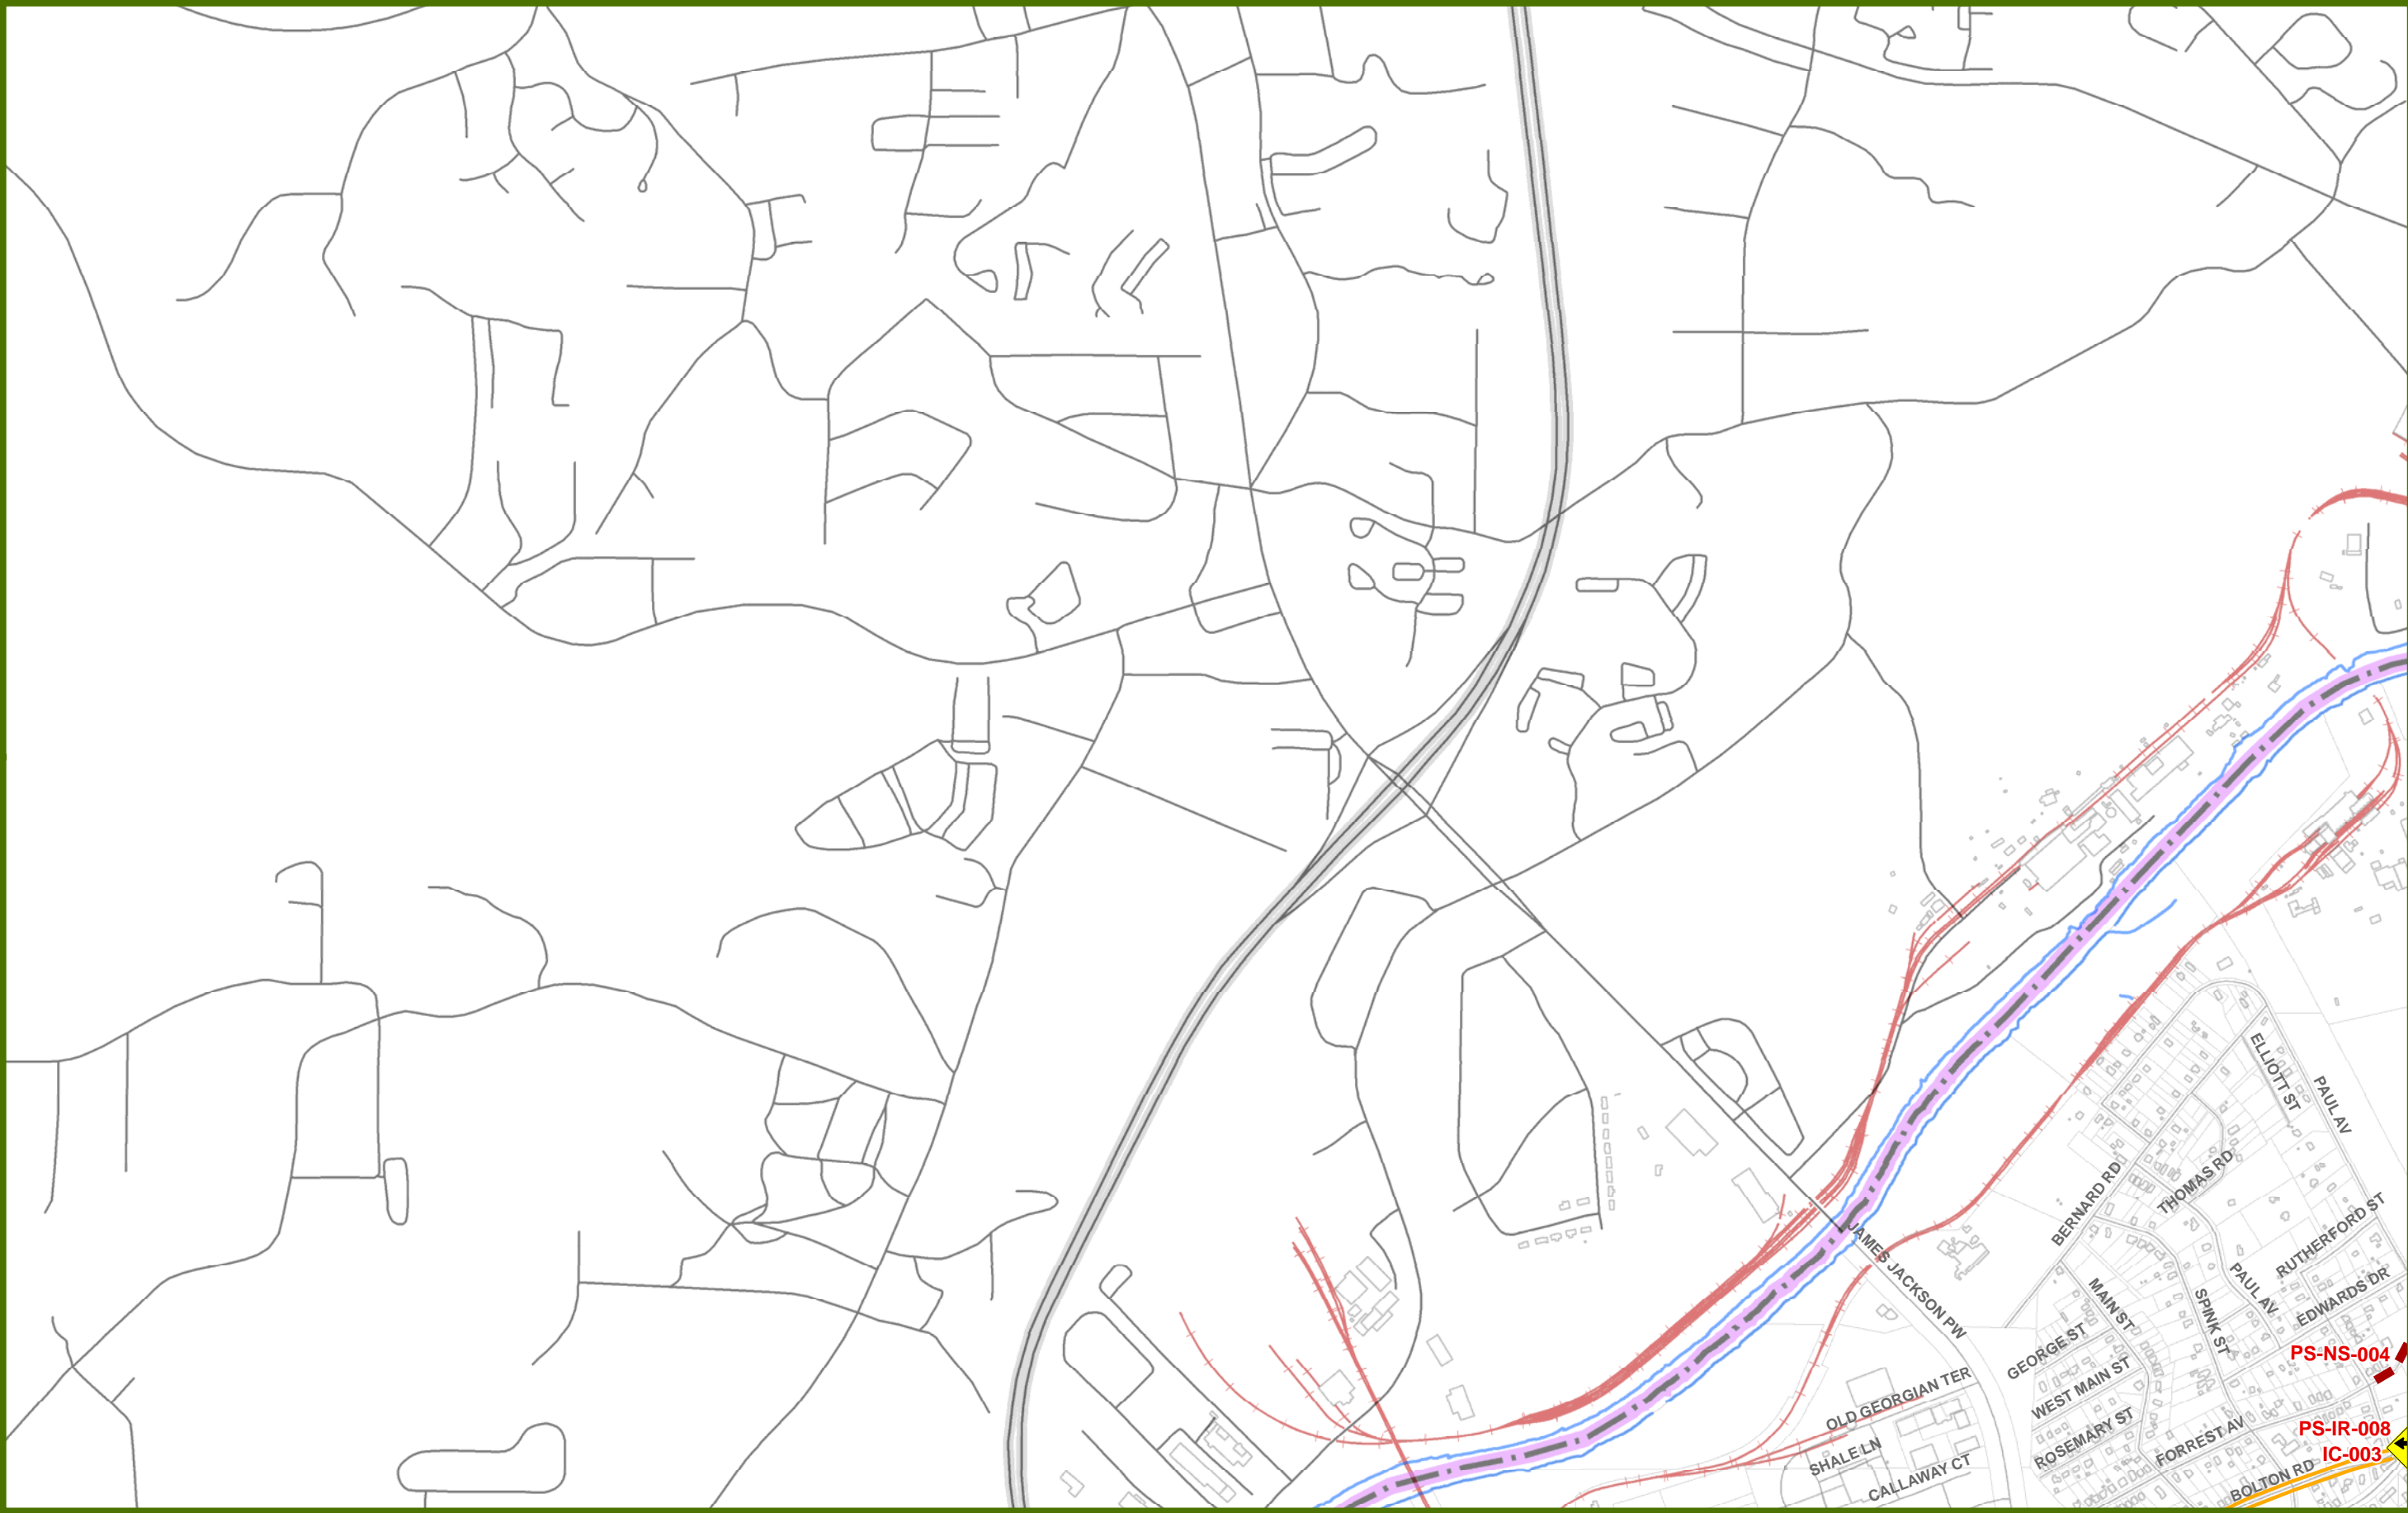 ELLIOTT ST
PAUL AV
BERNARD RD
THOMAS RD
RUTHERFORD ST
JAMES JACKSON PW
PAUL AV
EDWARDS DR
MAIN ST
SPINK ST
GEORGE ST
PS-NS-004
WEST MAIN ST
OLD GEORGIAN TER
ROSEMARY ST
FORREST AV
PS-IR-008
IC-003
SHALE LN
CALLAWAY CT
BOLTON RD